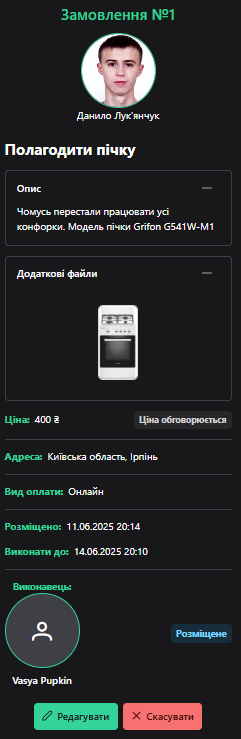 Замовлення №1
Данило Лук'янчук
Полагодити пічку
Опис
Чомусь перестали працювати усі
конфорки. Модель пічки Grifon G541W-M1
Додаткові файли
Ціна: 400 ₴ Ціна обговорюється
Адреса: Київська область, Ірпінь
Вид оплати: Онлайн
Розміщено: 11.06.2025 20:14
Виконати до: 14.06.2025 20:10
Виконавець:
Розміщене
Vasya Pupkin
Редагувати Скасувати